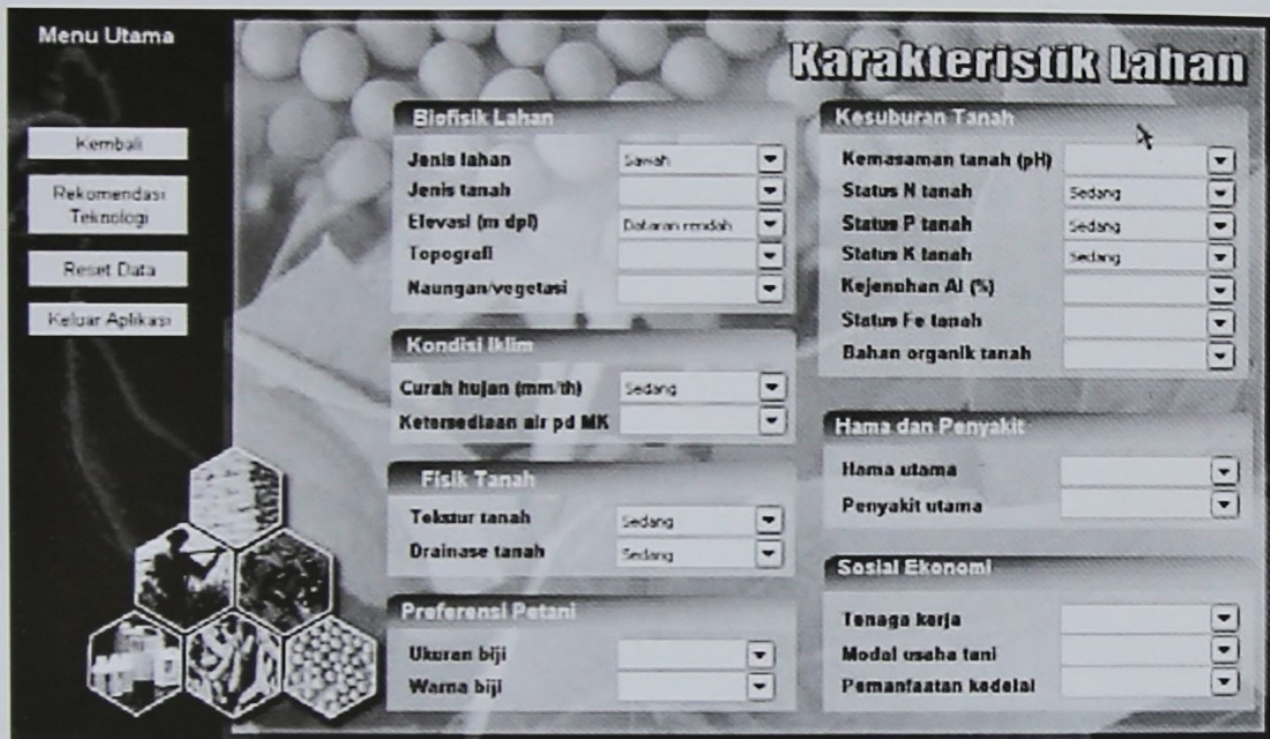 Menu Utama
Kembali
Rekomendasi
Teknologi
Reset Data
Keluar Aplikasi
Karakteristik Lahan
Biofisik Lahan
Jenis lahan Sawah
Jenis tanah
Elevasi (m dpl) Dataran rendah
Topografi
Naungan/vegetasi
Kondisi Iklim
Curah hujan (mm/th) Sedang
Ketersediaan air pd MK
Fisik Tanah
Tekstur tanah Sedang
Drainase tanah Sedang
Preferensi Petani
Ukuran biji
Warna biji
Kesuburan Tanah
Kemasaman tanah (pH)
Status N tanah Sedang
Status P tanah Sedang
Status K tanah Sedang
Kejenuhan Al (%)
Status Fe tanah
Bahan organik tanah
Hama dan Penyakit
Hama utama
Penyakit utama
Sosial Ekonomi
Tenaga kerja
Modal usaha tani
Pemanfaatan kedelai